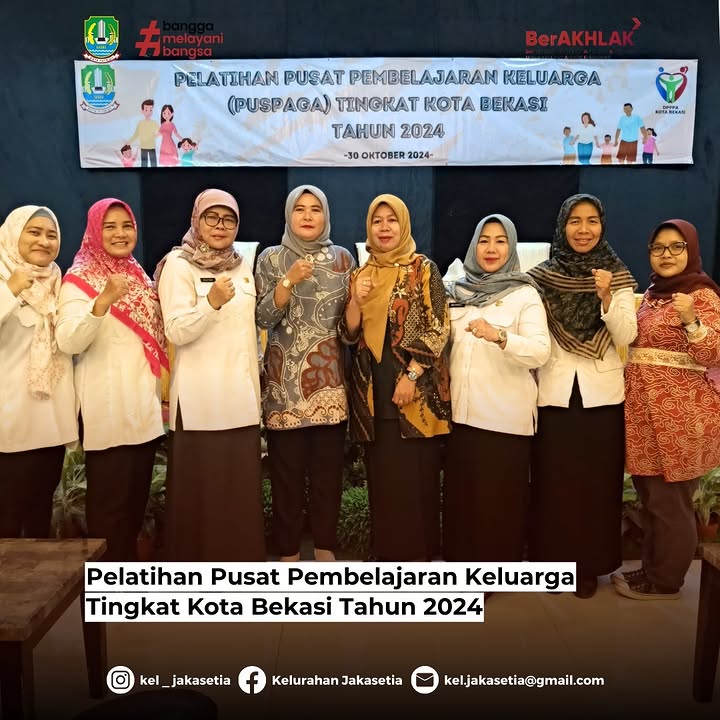 bangga
melayani
bangsa
BerAKHLAK
PELATIHAN PUSAT PEMBELAJARAN KELUARGA
(PUSPAGA) TINGKAT KOTA BEKASI
TAHUN 2024
-30 OKTOBER 2024-
DPPPA
KOTA BEKASI
Pelatihan Pusat Pembelajaran Keluarga
Tingkat Kota Bekasi Tahun 2024
kel_jakasetia
Kelurahan Jakasetia
kel.jakasetia@gmail.com